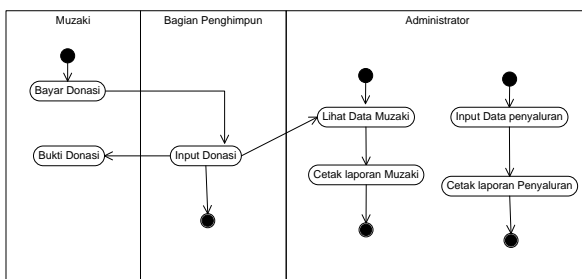 Muzaki
Bagian Penghimpun
Administrator
Bayar Donasi
Lihat Data Muzaki
Input Data penyaluran
Bukti Donasi
Input Donasi
Cetak laporan Muzaki
Cetak laporan Penyaluran